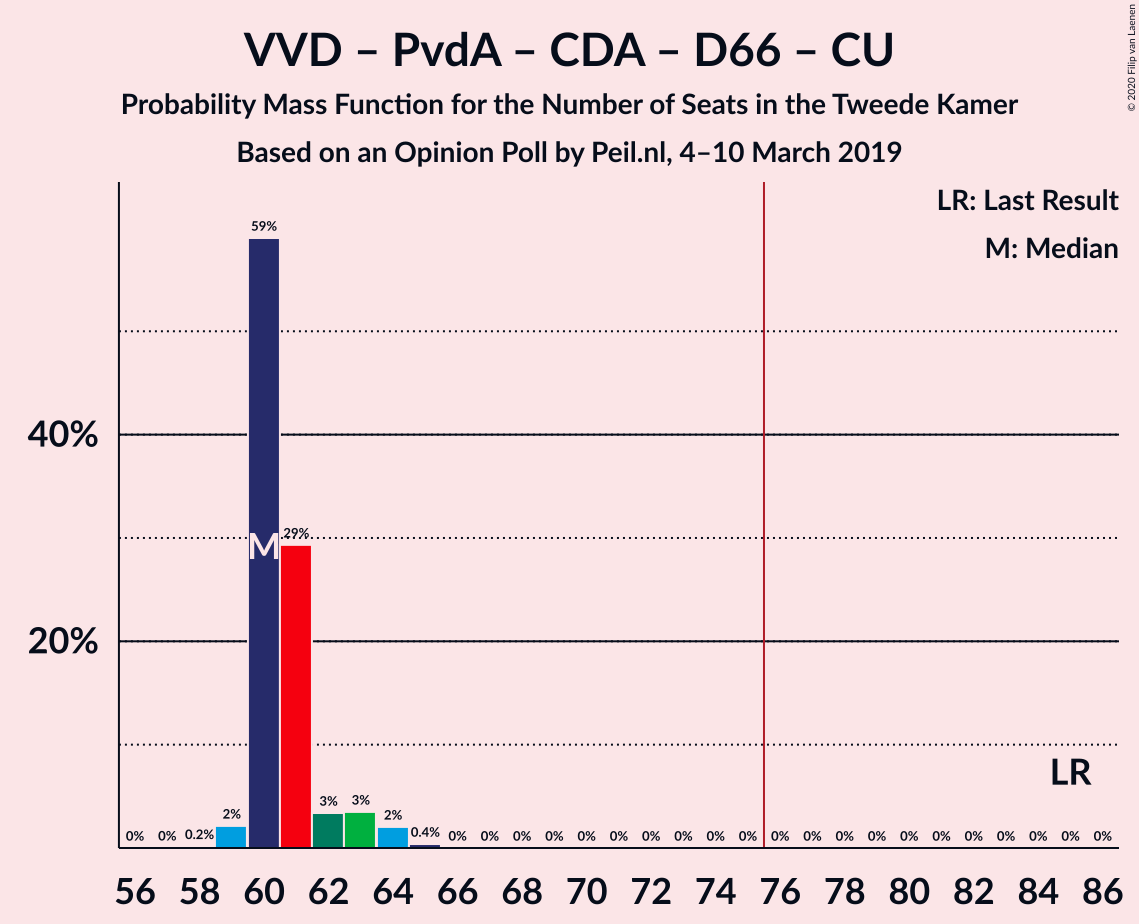 VVD – PvdA – CDA – D66 – CU
Probability Mass Function for the Number of Seats in the Tweede Kamer
Based on an Opinion Poll by Peil.nl, 4–10 March 2019
© 2020 Filip van Laenen
LR: Last Result
M: Median
59%
40%
M
29%
20%
LR
0% 0% 0.2% 2% 3% 3% 2% 0.4% 0% 0% 0% 0% 0% 0% 0% 0% 0% 0% 0% 0% 0% 0% 0% 0% 0% 0% 0% 0% 0%
56 58 60 62 64 66 68 70 72 74 76 78 80 82 84 86